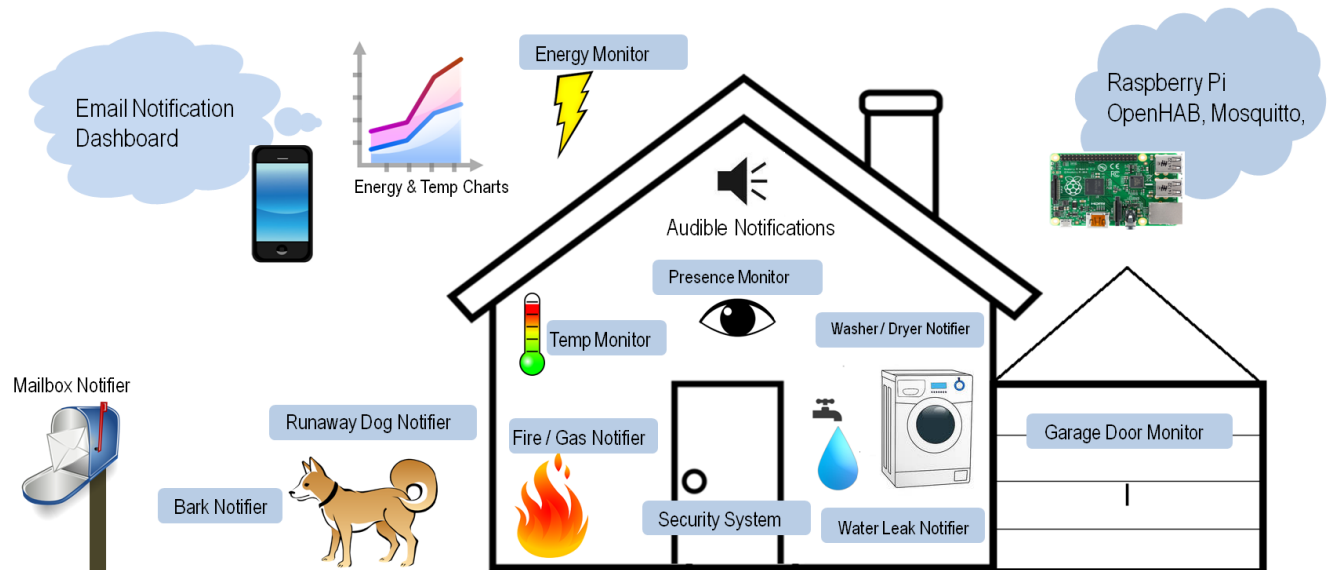 Energy Monitor
Email Notification
Dashboard
Raspberry Pi
OpenHAB, Mosquitto,
Energy & Temp Charts
Audible Notifications
Presence Monitor
Temp Monitor
Washer / Dryer Notifier
Mailbox Notifier
Runaway Dog Notifier
Fire / Gas Notifier
Garage Door Monitor
Bark Notifier
Security System
Water Leak Notifier